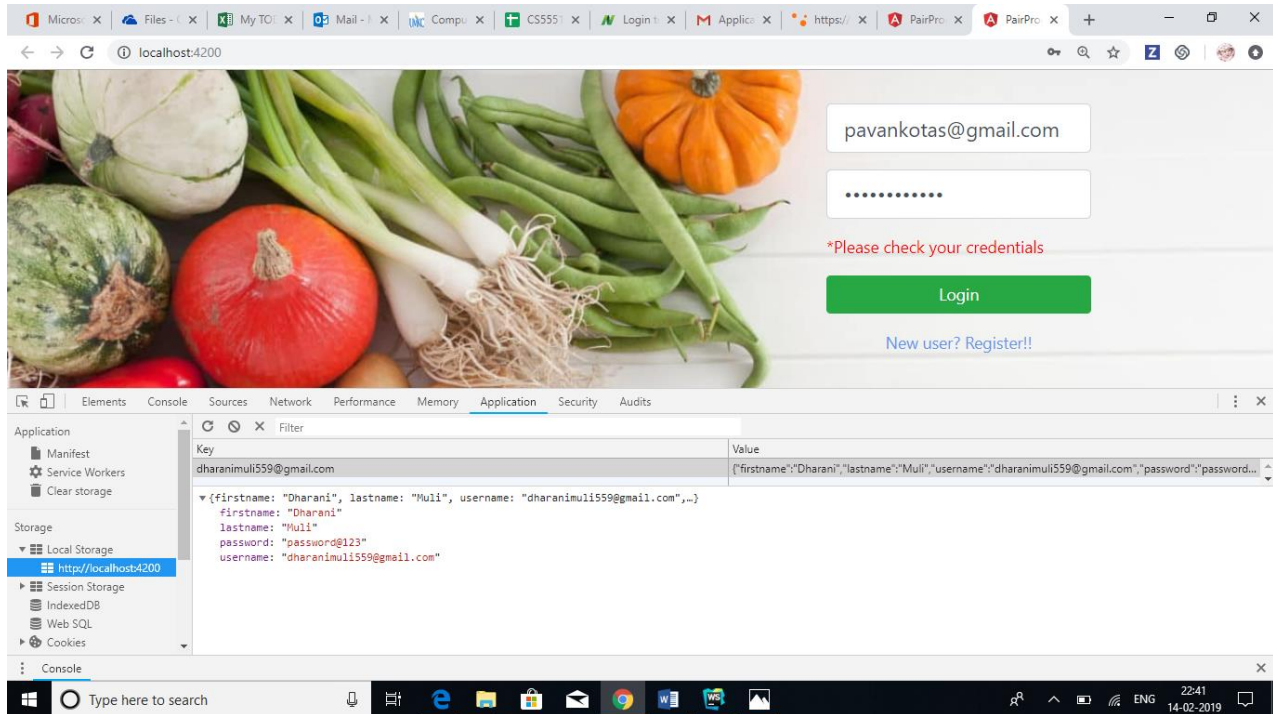 Microso
Files - (
My TOD
Mail -
Compu
CS5551
Login t
Applica
https://
PairPro
PairPro
localhost:4200
pavankotas@gmail.com
••••••••••••
*Please check your credentials
Login
New user? Register!!
Elements Console Sources Network Performance Memory Application Security Audits
Application
Manifest
Service Workers
Clear storage
Storage
Local Storage
http://localhost:4200
Session Storage
IndexedDB
Web SQL
Cookies
Filter
Key Value
dharanimuli559@gmail.com {"firstname":"Dharani","lastname":"Muli","username":"dharanimuli559@gmail.com","password":"password...
{firstname: "Dharani", lastname: "Muli", username: "dharanimuli559@gmail.com",…}
firstname: "Dharani"
lastname: "Muli"
password: "password@123"
username: "dharanimuli559@gmail.com"
Console
Type here to search
ENG
22:41
14-02-2019